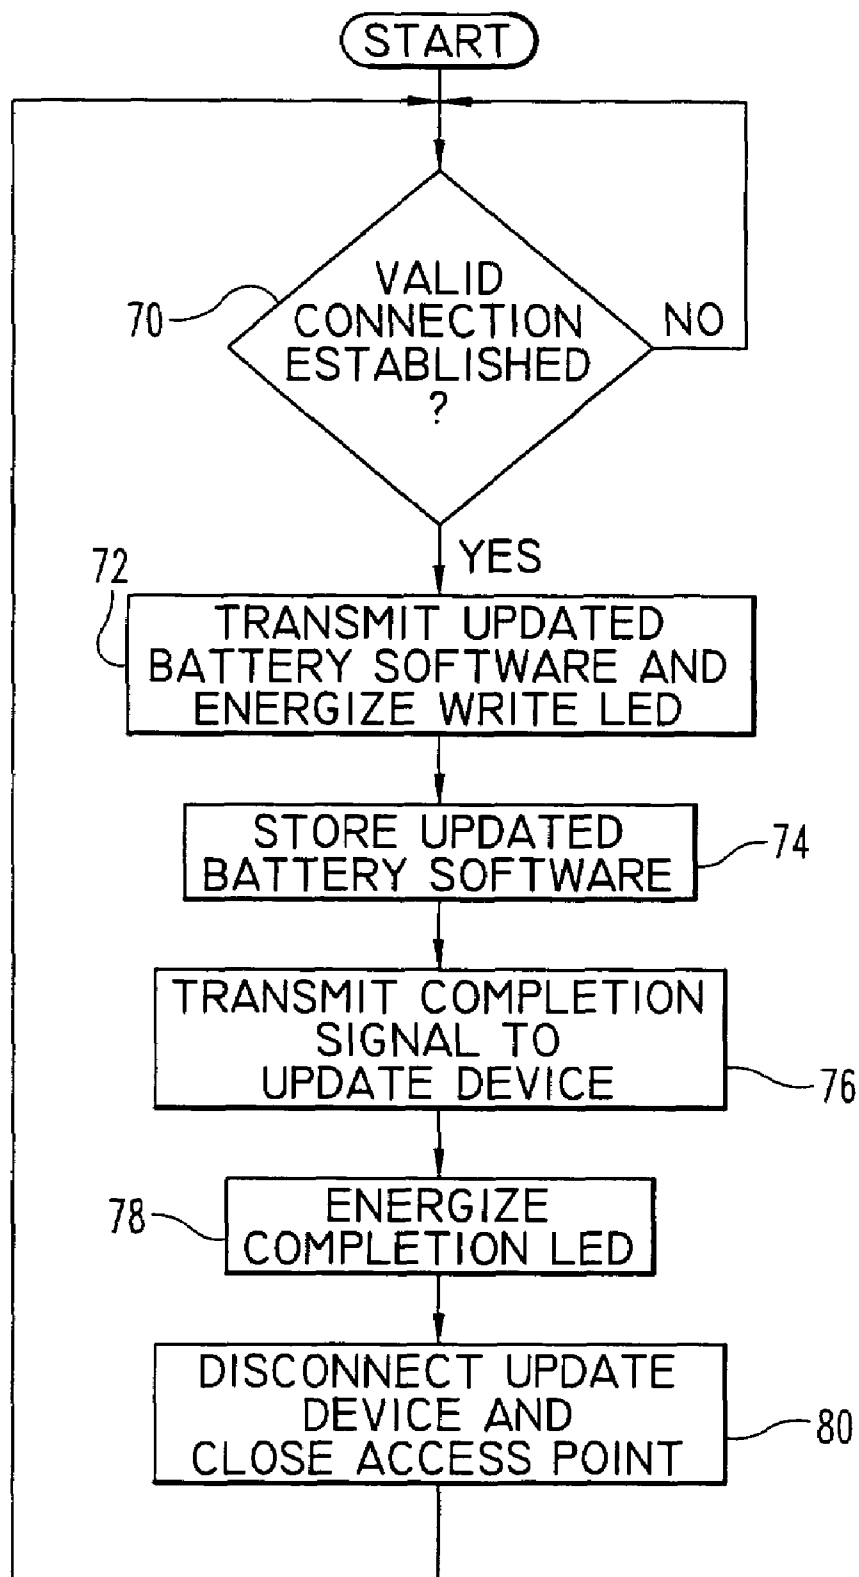 START
VALID
CONNECTION
ESTABLISHED
?
70
NO
YES
72
TRANSMIT UPDATED
BATTERY SOFTWARE AND
ENERGIZE WRITE LED
STORE UPDATED
BATTERY SOFTWARE
74
TRANSMIT COMPLETION
SIGNAL TO
UPDATE DEVICE
76
78
ENERGIZE
COMPLETION LED
DISCONNECT UPDATE
DEVICE AND
CLOSE ACCESS POINT
80